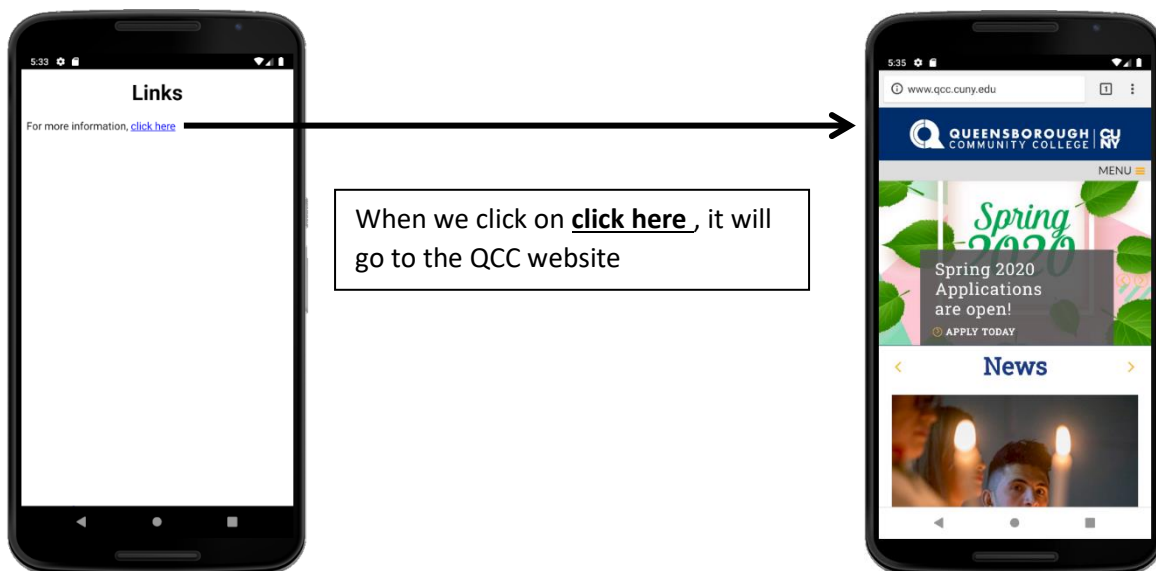 5:33
Links
For more information, click here
When we click on click here , it will
go to the QCC website
5:35
www.qcc.cuny.edu
1
QUEENSBOROUGH
COMMUNITY COLLEGE
CU
NY
MENU
Spring
2020
Spring 2020
Applications
are open!
APPLY TODAY
News